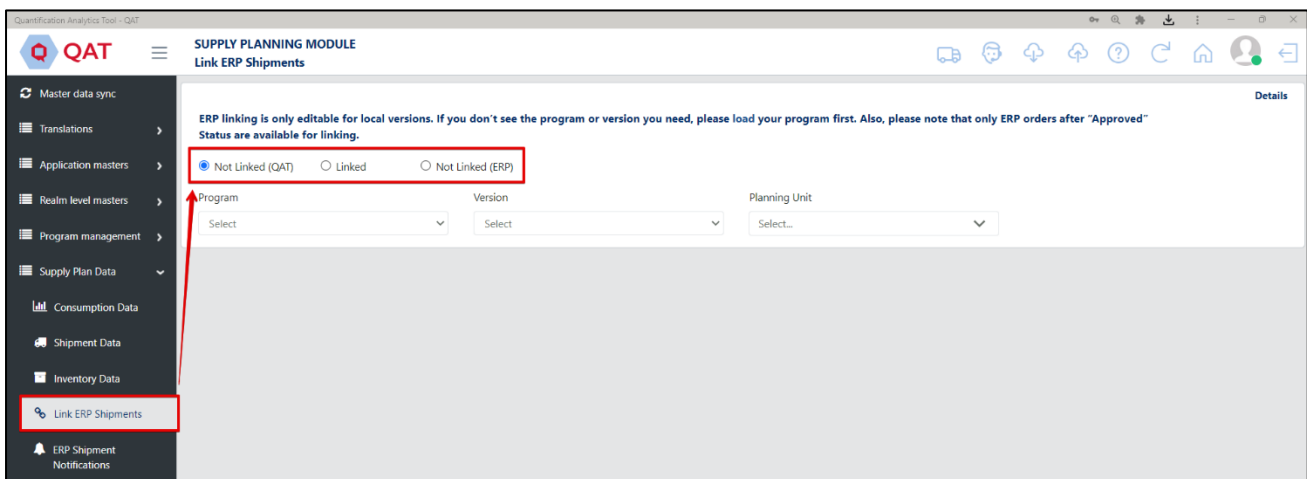 Quantification Analytics Tool - QAT
QAT
SUPPLY PLANNING MODULE
Link ERP Shipments
Master data sync
Translations
Application masters
Realm level masters
Program management
Supply Plan Data
Consumption Data
Shipment Data
Inventory Data
Link ERP Shipments
ERP Shipment
Notifications
Details
ERP linking is only editable for local versions. If you don't see the program or version you need, please load your program first. Also, please note that only ERP orders after "Approved"
Status are available for linking.
Not Linked (QAT) Linked Not Linked (ERP)
Program Version Planning Unit
Select Select Select...